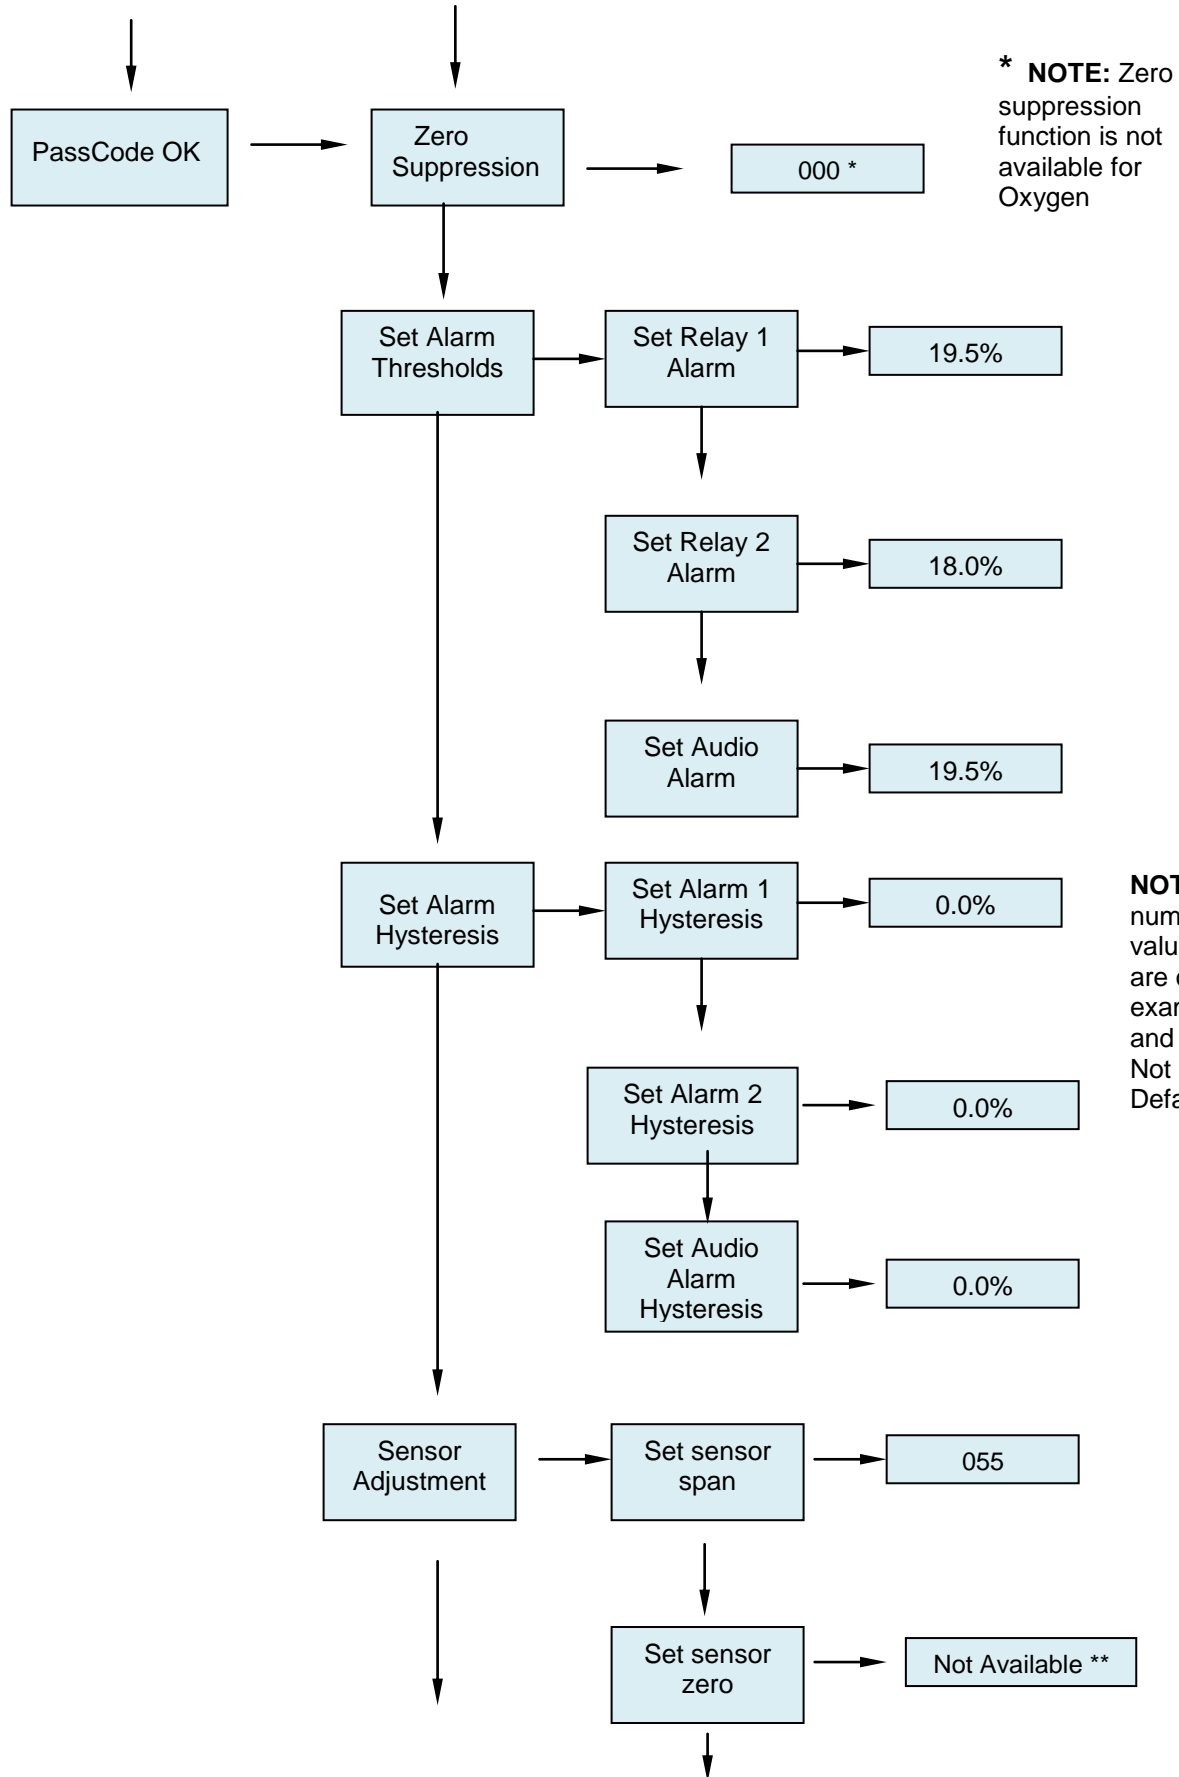 * NOTE: Zero
suppression
function is not
available for
Oxygen
PassCode OK
Zero
Suppression
000 *
Set Alarm
Thresholds
Set Relay 1
Alarm
19.5%
Set Relay 2
Alarm
18.0%
Set Audio
Alarm
19.5%
Set Alarm
Hysteresis
Set Alarm 1
Hysteresis
0.0%
and
Not
Set Alarm 2
Hysteresis
0.0%
Set Audio
Alarm
Hysteresis
0.0%
Sensor
Adjustment
Set sensor
span
055
Set sensor
zero
Not Available **